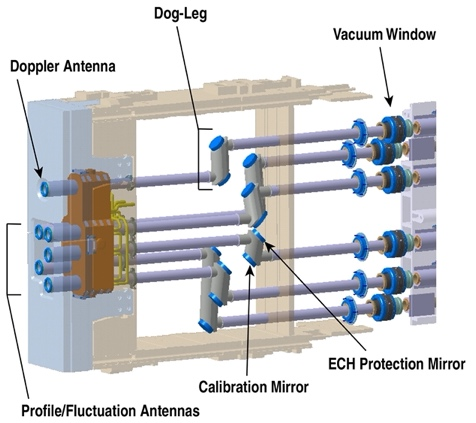 Dog-Leg
Vacuum Window
Doppler Antenna
ECH Protection Mirror
Calibration Mirror
Profile/Fluctuation Antennas